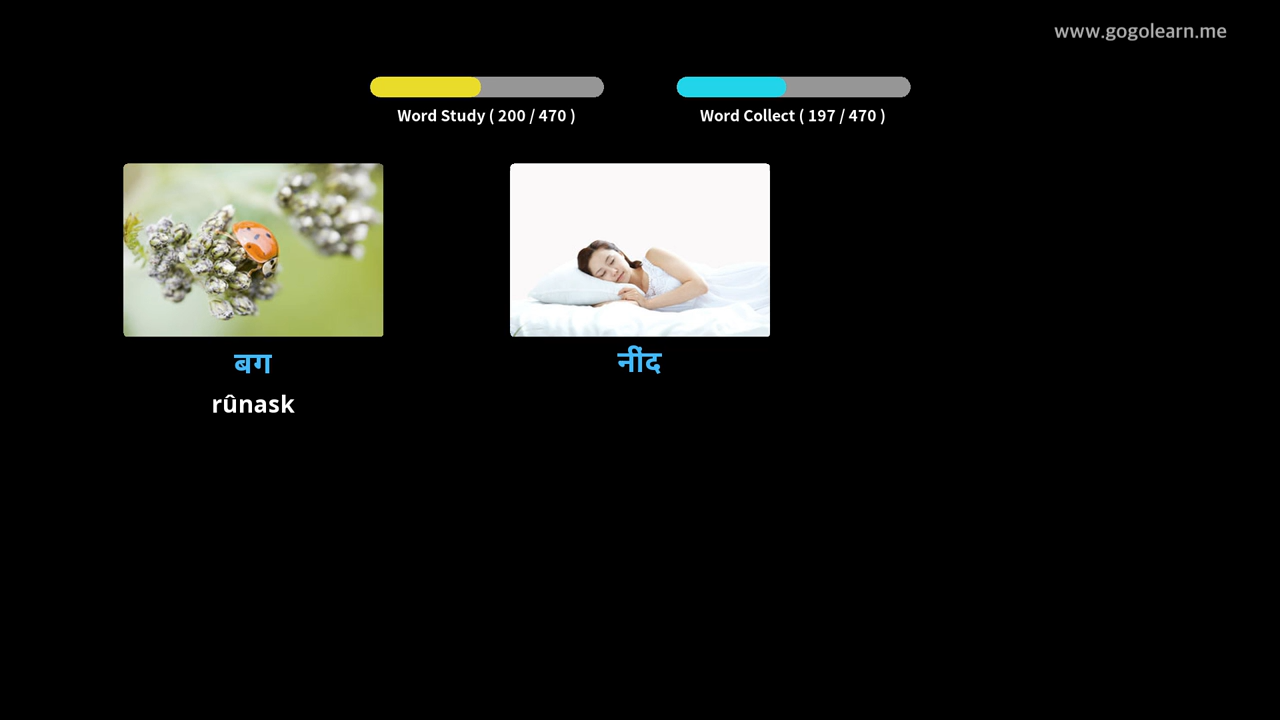 www.gogolearn.me
Word Study ( 200 / 470 )
Word Collect ( 197 / 470 )
बग
नींद
rûnask